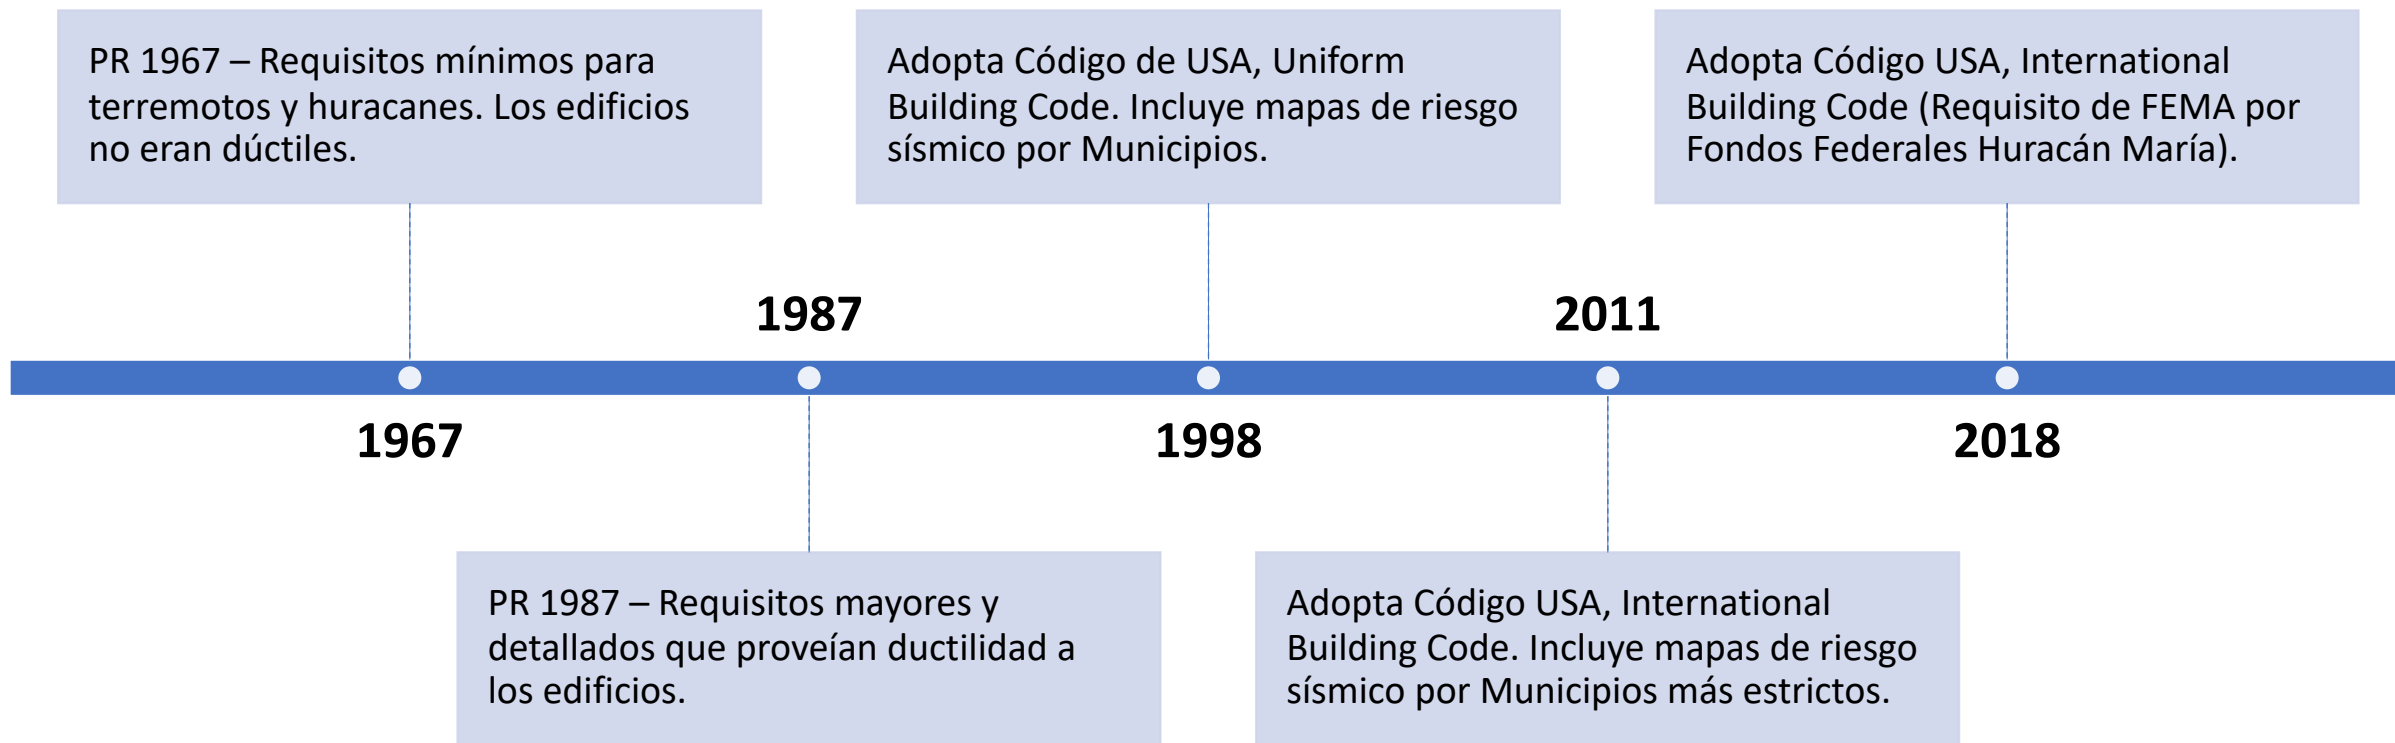 PR 1967 – Requisitos mínimos para
terremotos y huracanes. Los edificios
no eran dúctiles.
Adopta Código de USA, Uniform
Building Code. Incluye mapas de riesgo
sísmico por Municipios.
Adopta Código USA, International
Building Code (Requisito de FEMA por
Fondos Federales Huracán María).
1987
2011
1967
1998
2018
PR 1987 – Requisitos mayores y
detallados que proveían ductilidad a
los edificios.
Adopta Código USA, International
Building Code. Incluye mapas de riesgo
sísmico por Municipios más estrictos.